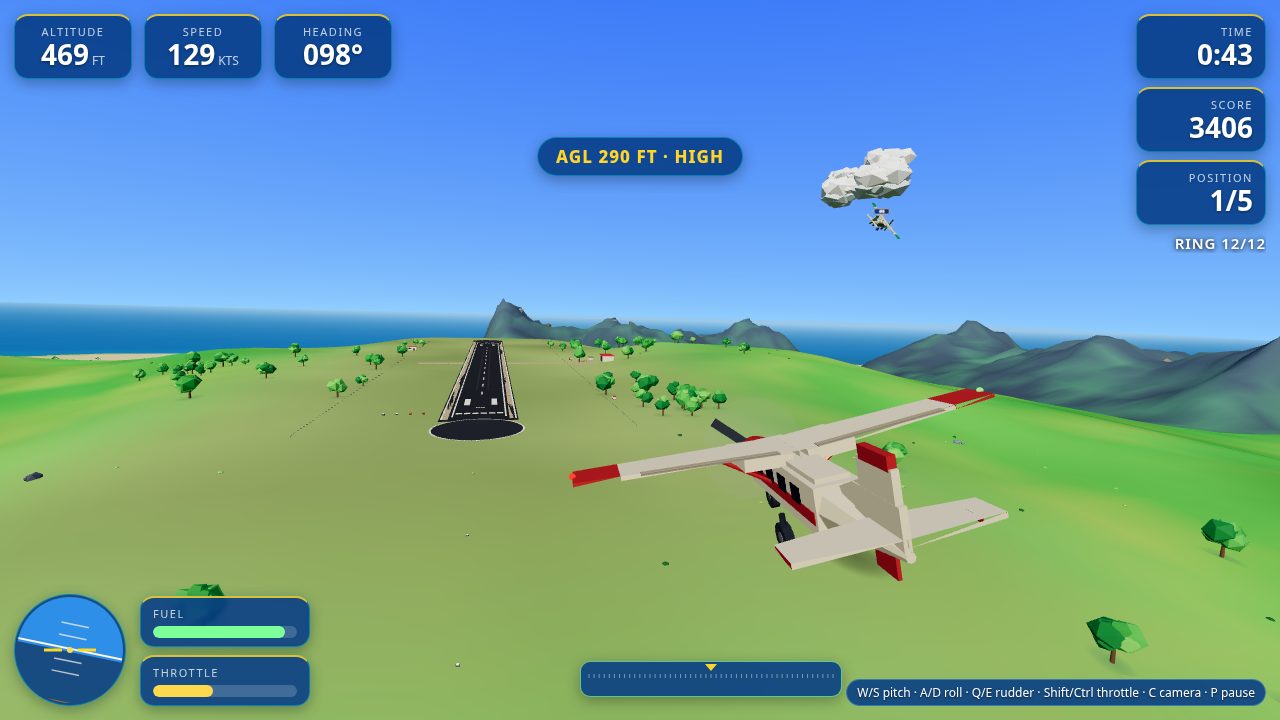 ALTITUDE
469 FT
SPEED
129 KTS
HEADING
098°
TIME
0:43
SCORE
3406
POSITION
1/5
RING 12/12
AGL 290 FT · HIGH
FUEL
THROTTLE
W/S pitch · A/D roll · Q/E rudder · Shift/Ctrl throttle · C camera · P pause